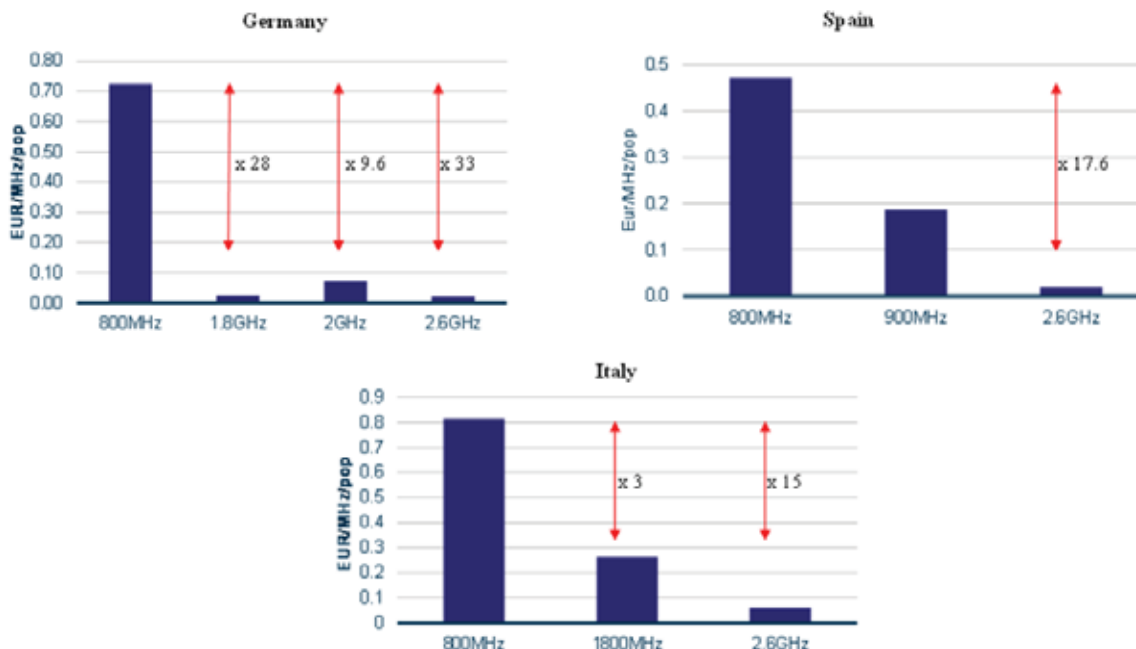 Germany
EUR/MHz/pop
0.80
0.70
0.60
0.50
0.40
0.30
0.20
0.10
0.00
x 28
x 9.6
x 33
800MHz 1.8GHz 2GHz 2.6GHz
Spain
Eur/MHz/pop
0.5
0.4
0.3
0.2
0.1
0.0
x 17.6
800MHz 900MHz 2.6GHz
Italy
EUR/MHz/pop
0.9
0.8
0.7
0.6
0.5
0.4
0.3
0.2
0.1
0
x 3
x 15
800MHz 1800MHz 2.6GHz